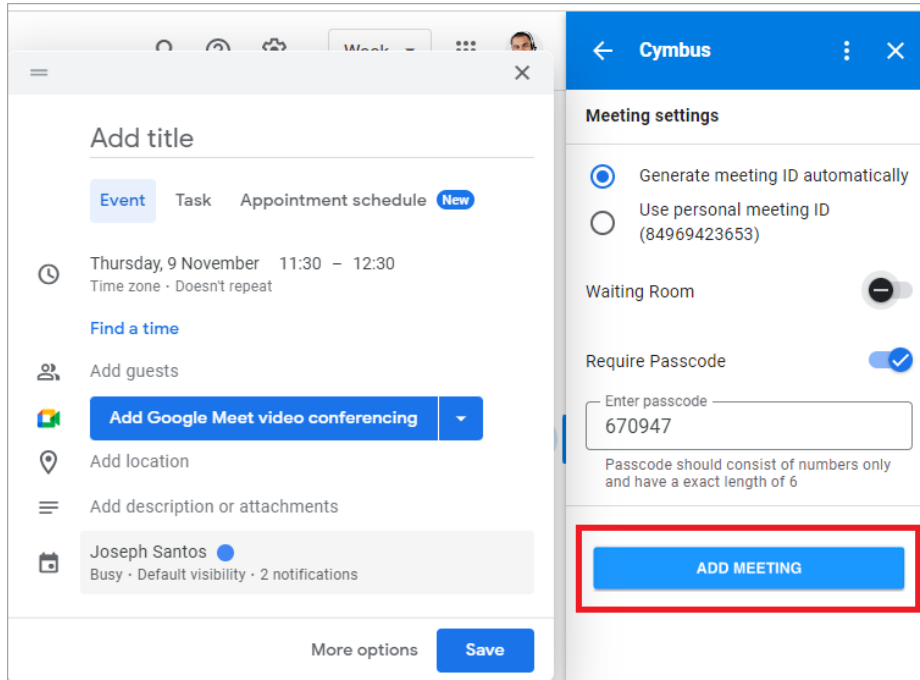 Week
Add title
Event Task Appointment schedule New
Thursday, 9 November 11:30 – 12:30
Time zone · Doesn't repeat
Find a time
Add guests
Add Google Meet video conferencing
Add location
Add description or attachments
Joseph Santos
Busy · Default visibility · 2 notifications
More options Save
Cymbus
Meeting settings
Generate meeting ID automatically
Use personal meeting ID
(84969423653)
Waiting Room
Require Passcode
Enter passcode
670947
Passcode should consist of numbers only
and have a exact length of 6
ADD MEETING